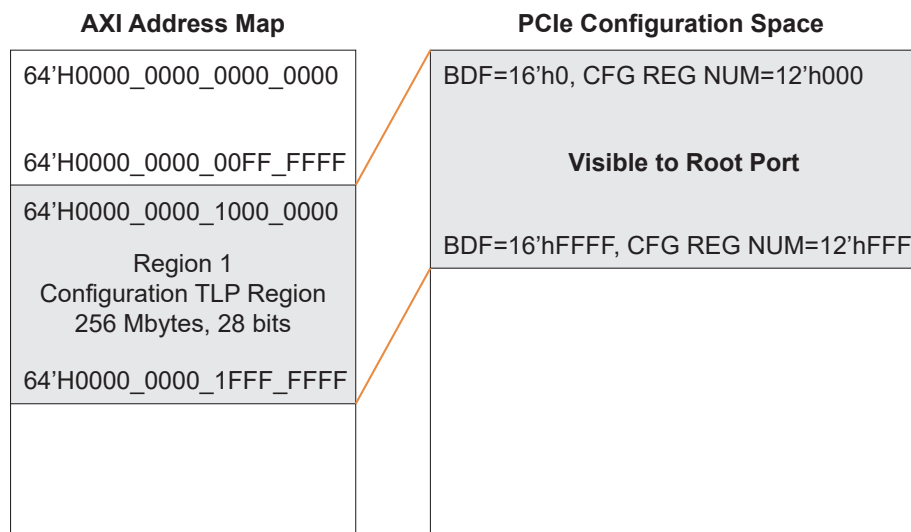 AXI Address Map
64’H0000_0000_0000_0000
64’H0000_0000_00FF_FFFF
64’H0000_0000_1000_0000
Region 1
Configuration TLP Region
256 Mbytes, 28 bits
64’H0000_0000_1FFF_FFFF
PCIe Configuration Space
BDF=16’h0, CFG REG NUM=12’h000
Visible to Root Port
BDF=16’hFFFF, CFG REG NUM=12’hFFF